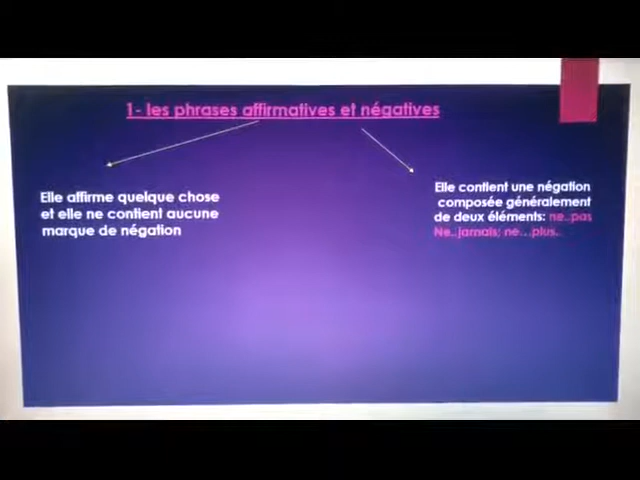 1- les phrases affirmatives et négatives
Elle affirme quelque chose
et elle ne contient aucune
marque de négation
Elle contient une négation
composée généralement
de deux éléments: ne..pas
Ne..jamais; ne...plus..